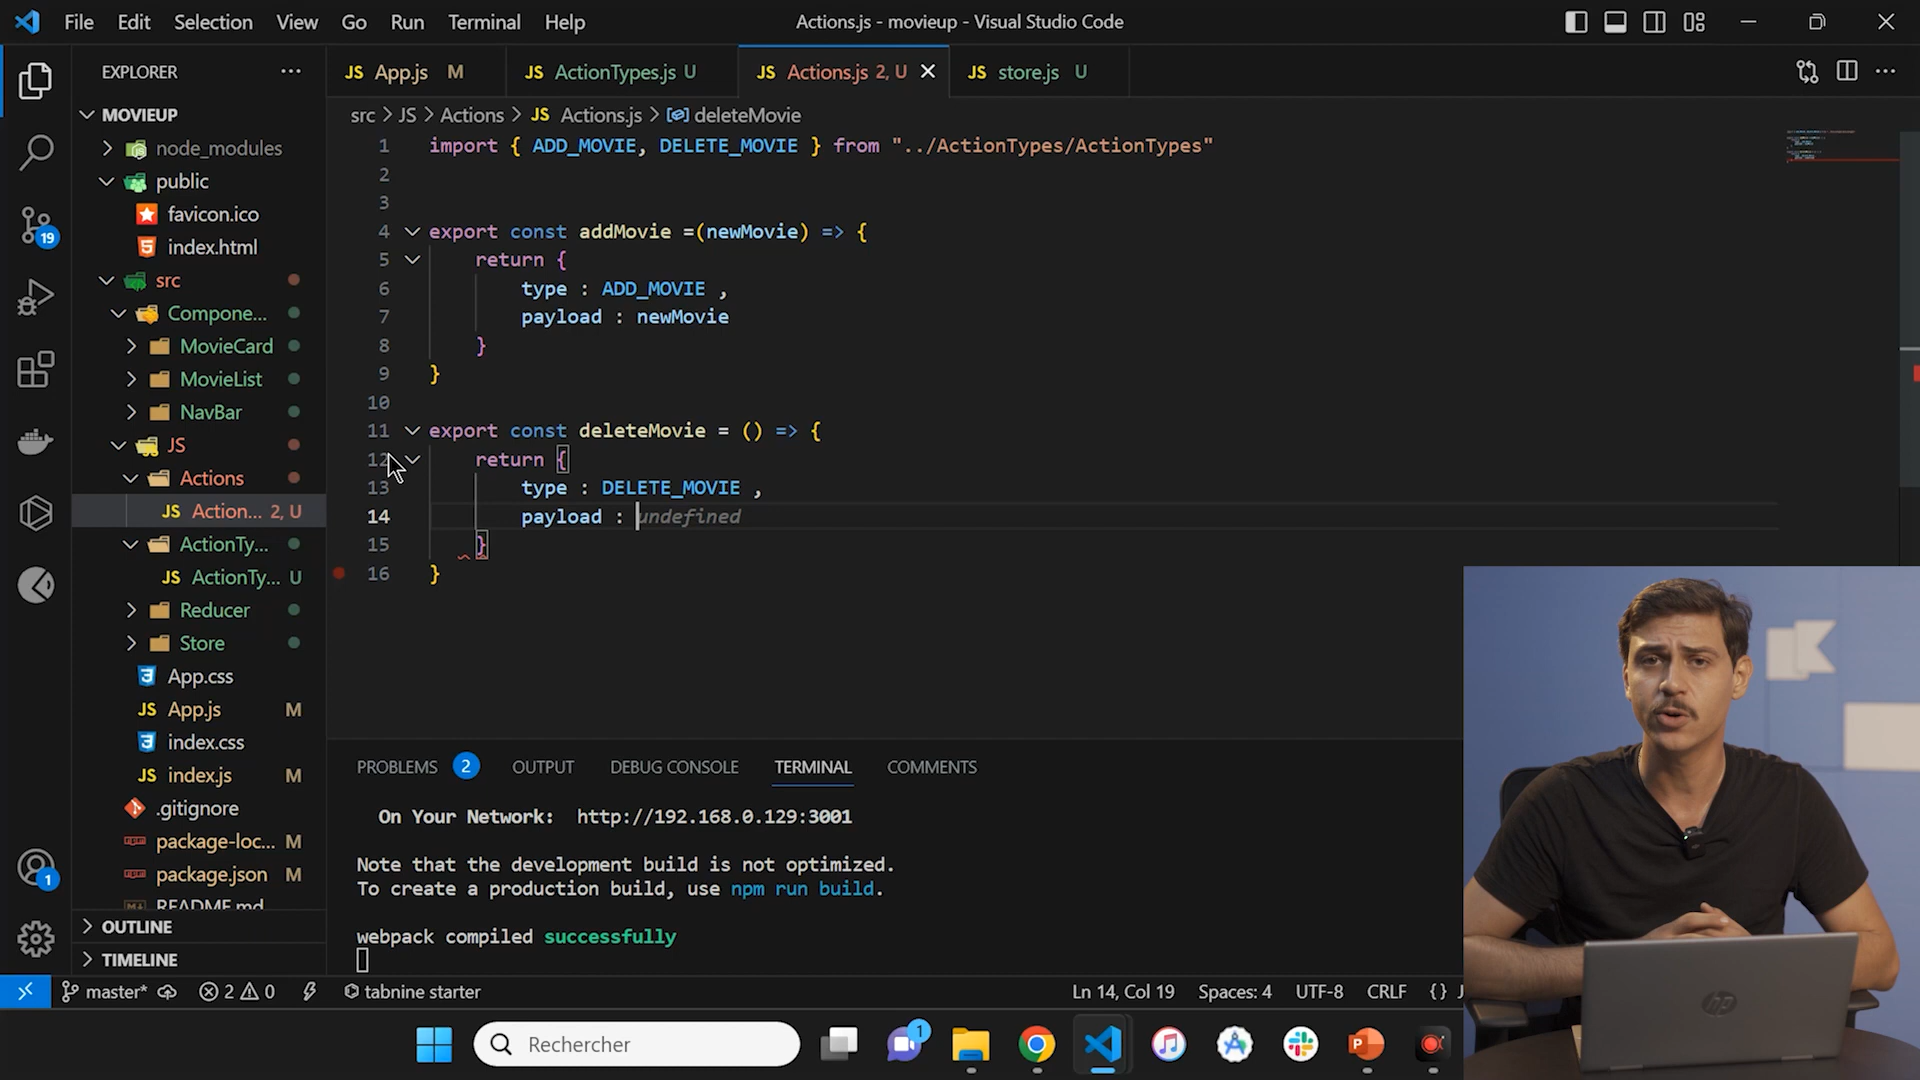 File Edit Selection View Go Run Terminal Help
Actions.js - movieup - Visual Studio Code
EXPLORER
MOVIEUP
node_modules
public
favicon.ico
index.html
src
Compone...
MovieCard
MovieList
NavBar
JS
Actions
JS Action... 2, U
ActionTy...
JS ActionTy... U
Reducer
Store
App.css
JS App.js M
index.css
JS index.js M
.gitignore
package-loc... M
package.json M
README.md
OUTLINE
TIMELINE
19
1
JS App.js M
JS ActionTypes.js U
JS Actions.js 2, U
JS store.js U
src > JS > Actions > JS Actions.js > deleteMovie
1 import { ADD_MOVIE, DELETE_MOVIE } from "../ActionTypes/ActionTypes"
2
3
4 export const addMovie =(newMovie) => {
5 return {
6 type : ADD_MOVIE ,
7 payload : newMovie
8 }
9 }
10
11 export const deleteMovie = () => {
12 return {
13 type : DELETE_MOVIE ,
14 payload : undefined
15 }
16 }
PROBLEMS 2 OUTPUT DEBUG CONSOLE TERMINAL COMMENTS
On Your Network: http://192.168.0.129:3001
Note that the development build is not optimized.
To create a production build, use npm run build.
webpack compiled successfully
master* 2 0 tabnine starter
Ln 14, Col 19 Spaces: 4 UTF-8 CRLF {} J
Rechercher
1
P
hp